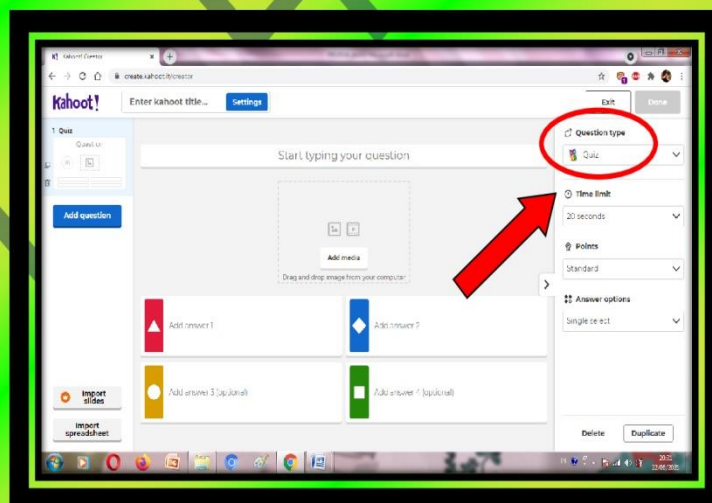 Kahoot! Creator
create.kahoot.it/creator
Kahoot!
Enter kahoot title...
Settings
Exit
Done
1 Quiz
Question
Add question
Import slides
Import spreadsheet
Start typing your question
Add media
Drag and drop image from your computer
Add answer 1
Add answer 2
Add answer 3 (optional)
Add answer 4 (optional)
Question type
Quiz
Time limit
20 seconds
Points
Standard
Answer options
Single select
Delete
Duplicate